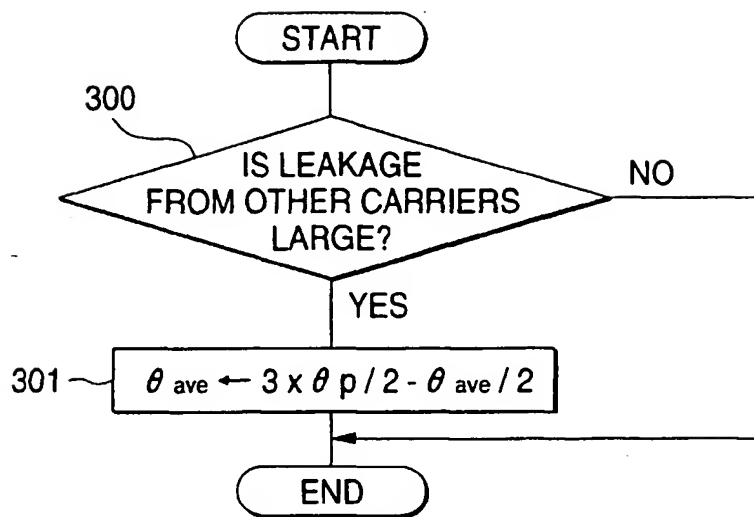 START
300
IS LEAKAGE
FROM OTHER CARRIERS
LARGE?
NO
YES
301
θ ave ← 3 x θ p / 2 - θ ave / 2
END